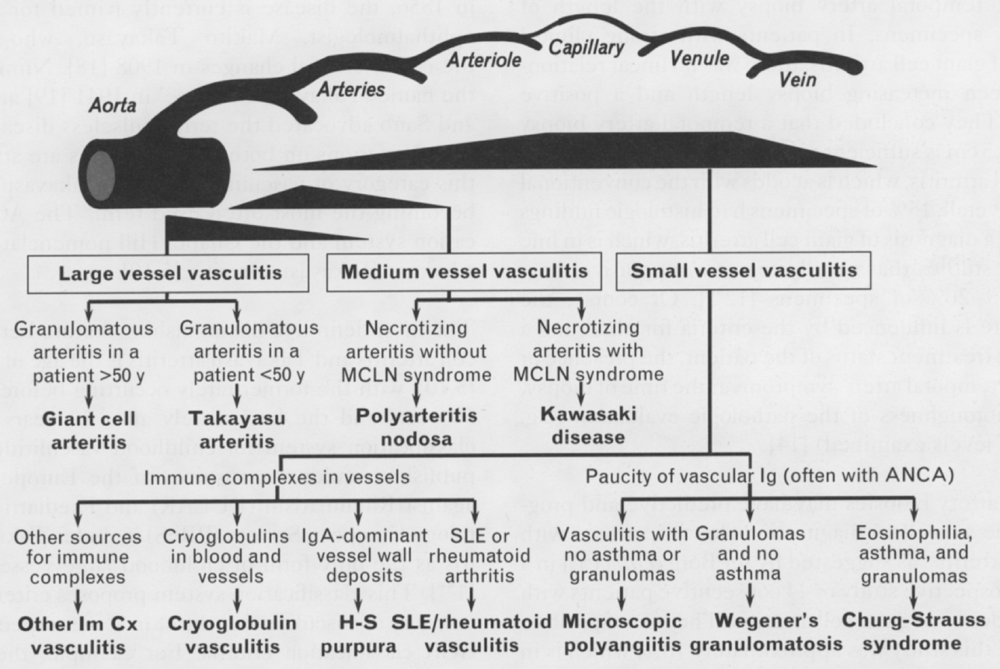 Aorta
Arteries
Arteriole
Capillary
Venule
Vein
Large vessel vasculitis
Medium vessel vasculitis
Small vessel vasculitis
Granulomatous
arteritis in a
patient >50 y
Granulomatous
arteritis in a
patient <50 y
Necrotizing
arteritis without
MCLN syndrome
Necrotizing
arteritis with
MCLN syndrome
Giant cell
arteritis
Takayasu
arteritis
Polyarteritis
nodosa
Kawasaki
disease
Immune complexes in vessels
Paucity of vascular Ig (often with ANCA)
Other sources
for immune
complexes
Cryoglobulins
in blood and
vessels
IgA-dominant
vessel wall
deposits
SLE or
rheumatoid
arthritis
Vasculitis with
no asthma or
granulomas
Granulomas
and no
asthma
Eosinophilia,
asthma, and
granulomas
Other Im Cx
vasculitis
Cryoglobulin
vasculitis
H-S
purpura
SLE/rheumatoid
vasculitis
Microscopic
polyangiitis
Wegener's
granulomatosis
Churg-Strauss
syndrome